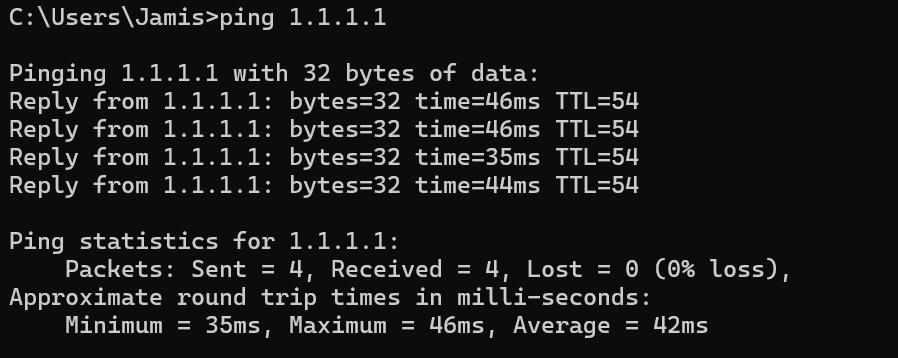 C:\Users\Jamis>ping 1.1.1.1
Pinging 1.1.1.1 with 32 bytes of data:
Reply from 1.1.1.1: bytes=32 time=46ms TTL=54
Reply from 1.1.1.1: bytes=32 time=46ms TTL=54
Reply from 1.1.1.1: bytes=32 time=35ms TTL=54
Reply from 1.1.1.1: bytes=32 time=44ms TTL=54
Ping statistics for 1.1.1.1:
    Packets: Sent = 4, Received = 4, Lost = 0 (0% loss),
Approximate round trip times in milli-seconds:
    Minimum = 35ms, Maximum = 46ms, Average = 42ms